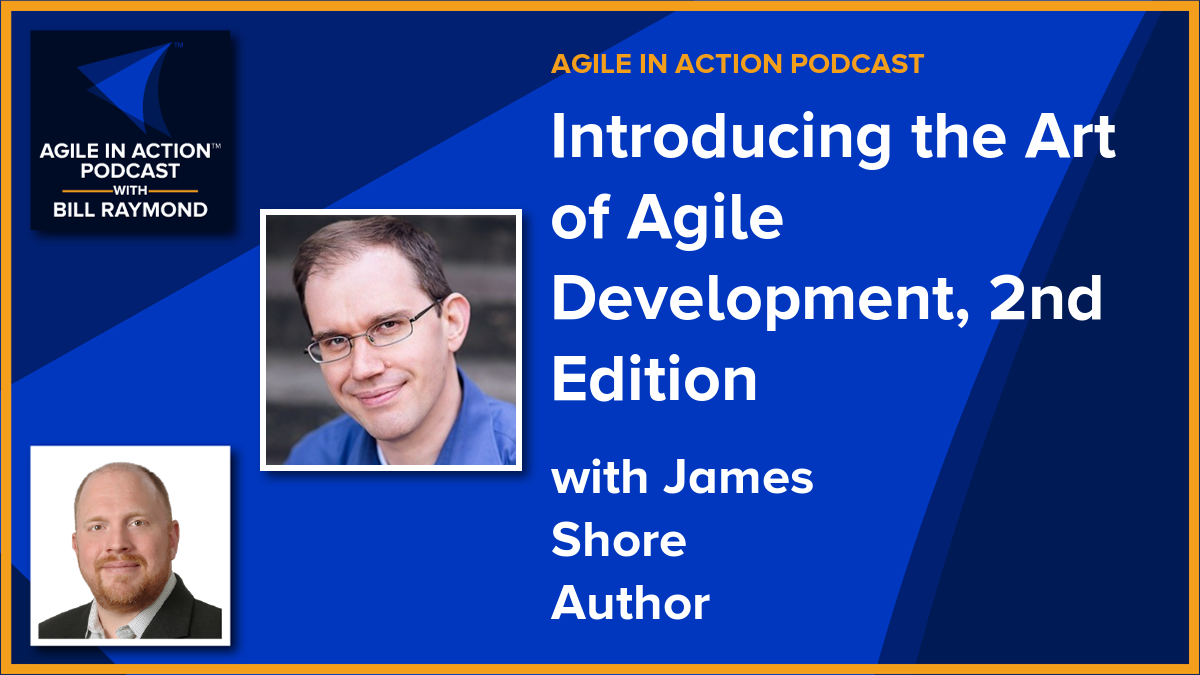 AGILE IN ACTION™
PODCAST
WITH
BILL RAYMOND
AGILE IN ACTION PODCAST
Introducing the Art
of Agile
Development, 2nd
Edition
with James
Shore
Author